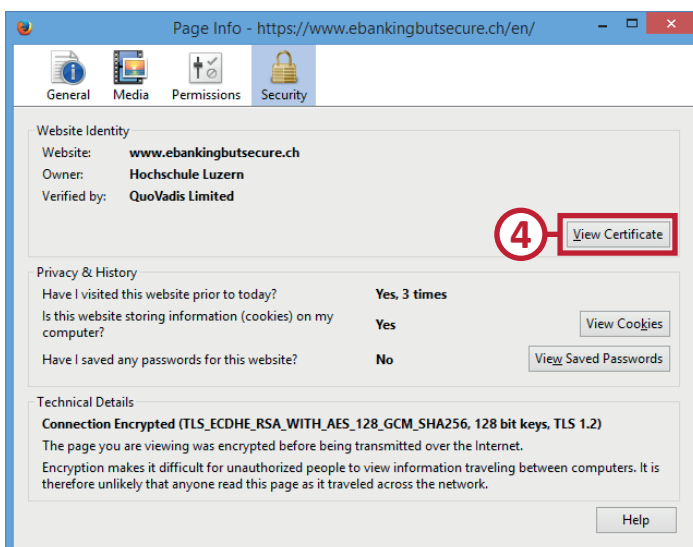 Page Info - https://www.ebankingbutsecure.ch/en/
General Media Permissions Security
Website Identity
Website: www.ebankingbutsecure.ch
Owner: Hochschule Luzern
Verified by: QuoVadis Limited
4 View Certificate
Privacy & History
Have I visited this website prior to today? Yes, 3 times
Is this website storing information (cookies) on my
computer? Yes View Cookies
Have I saved any passwords for this website? No View Saved Passwords
Technical Details
Connection Encrypted (TLS_ECDHE_RSA_WITH_AES_128_GCM_SHA256, 128 bit keys, TLS 1.2)
The page you are viewing was encrypted before being transmitted over the Internet.
Encryption makes it difficult for unauthorized people to view information traveling between computers. It is
therefore unlikely that anyone read this page as it traveled across the network.
Help